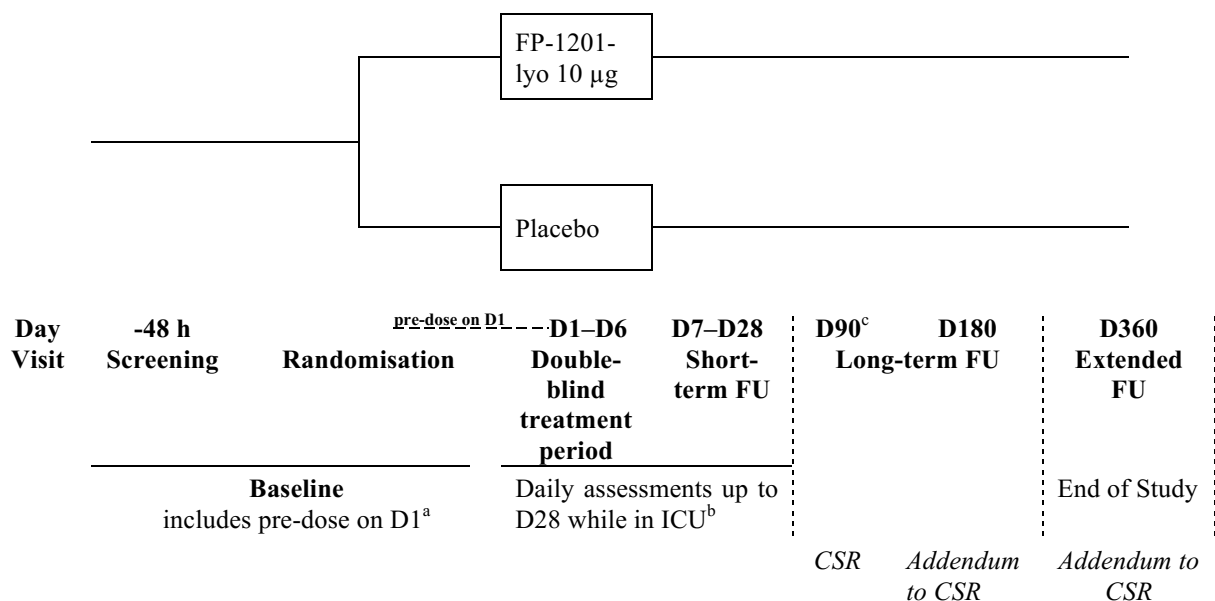 FP-1201-
lyo 10 µg
Placebo
pre-dose on D1
Day -48 h D1–D6 D7–D28 D90ᶜ D180 D360
Visit Screening Randomisation Double- Short- Long-term FU Extended
blind term FU FU
treatment
period
Baseline Daily assessments up to End of Study
includes pre-dose on D1ᵃ D28 while in ICUᵇ
CSR Addendum Addendum to
to CSR CSR